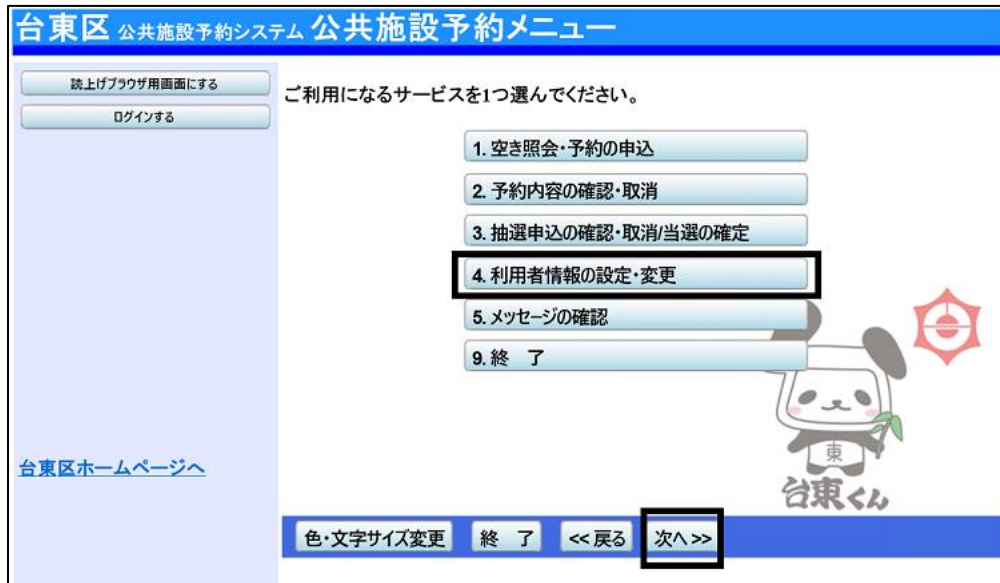 台東区 公共施設予約システム 公共施設予約メニュー
読上げブラウザ用画面にする
ログインする
ご利用になるサービスを1つ選んでください。
1. 空き照会・予約の申込
2. 予約内容の確認・取消
3. 抽選申込の確認・取消/当選の確定
4. 利用者情報の設定・変更
5. メッセージの確認
9. 終　了
東
台東くん
台東区ホームページへ
色・文字サイズ変更 終　了 <<戻る 次へ>>